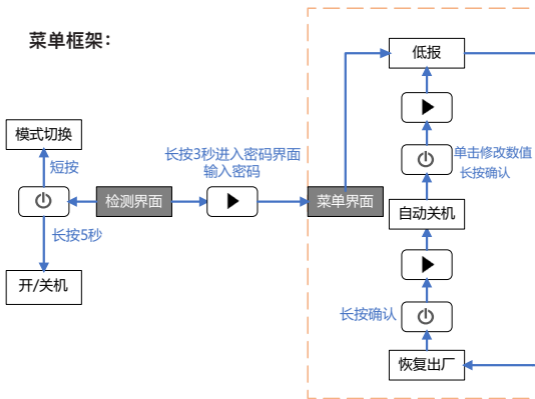 菜单框架：
低报
模式切换
短按
长按3秒进入密码界面
输入密码
单击修改数值
长按确认
检测界面
菜单界面
自动关机
长按5秒
开/关机
长按确认
恢复出厂